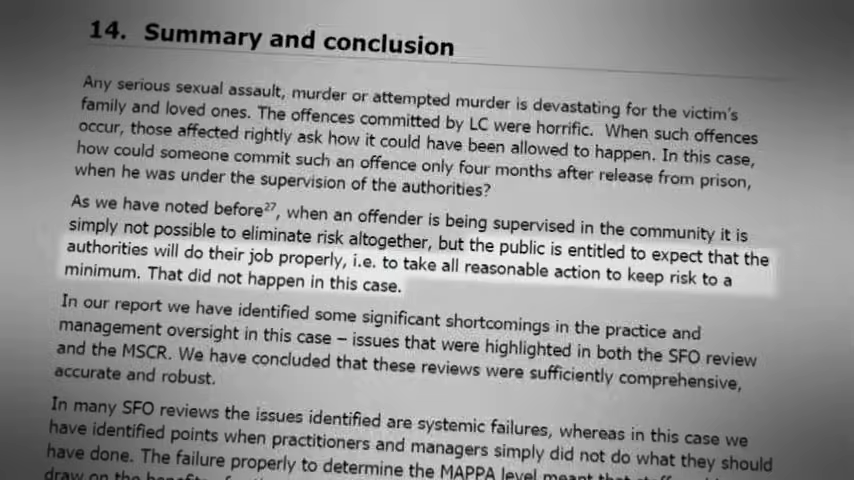 14. Summary and conclusion
Any serious sexual assault, murder or attempted murder is devastating for the victim's
family and loved ones. The offences committed by LC were horrific. When such offences
occur, those affected rightly ask how it could have been allowed to happen. In this case,
how could someone commit such an offence only four months after release from prison,
when he was under the supervision of the authorities?
As we have noted before²⁷, when an offender is being supervised in the community it is
simply not possible to eliminate risk altogether, but the public is entitled to expect that the
authorities will do their job properly, i.e. to take all reasonable action to keep risk to a
minimum. That did not happen in this case.
In our report we have identified some significant shortcomings in the practice and
management oversight in this case – issues that were highlighted in both the SFO review
and the MSCR. We have concluded that these reviews were sufficiently comprehensive,
accurate and robust.
In many SFO reviews the issues identified are systemic failures, whereas in this case we
have identified points when practitioners and managers simply did not do what they should
have done. The failure properly to determine the MAPPA level meant that
draw on the